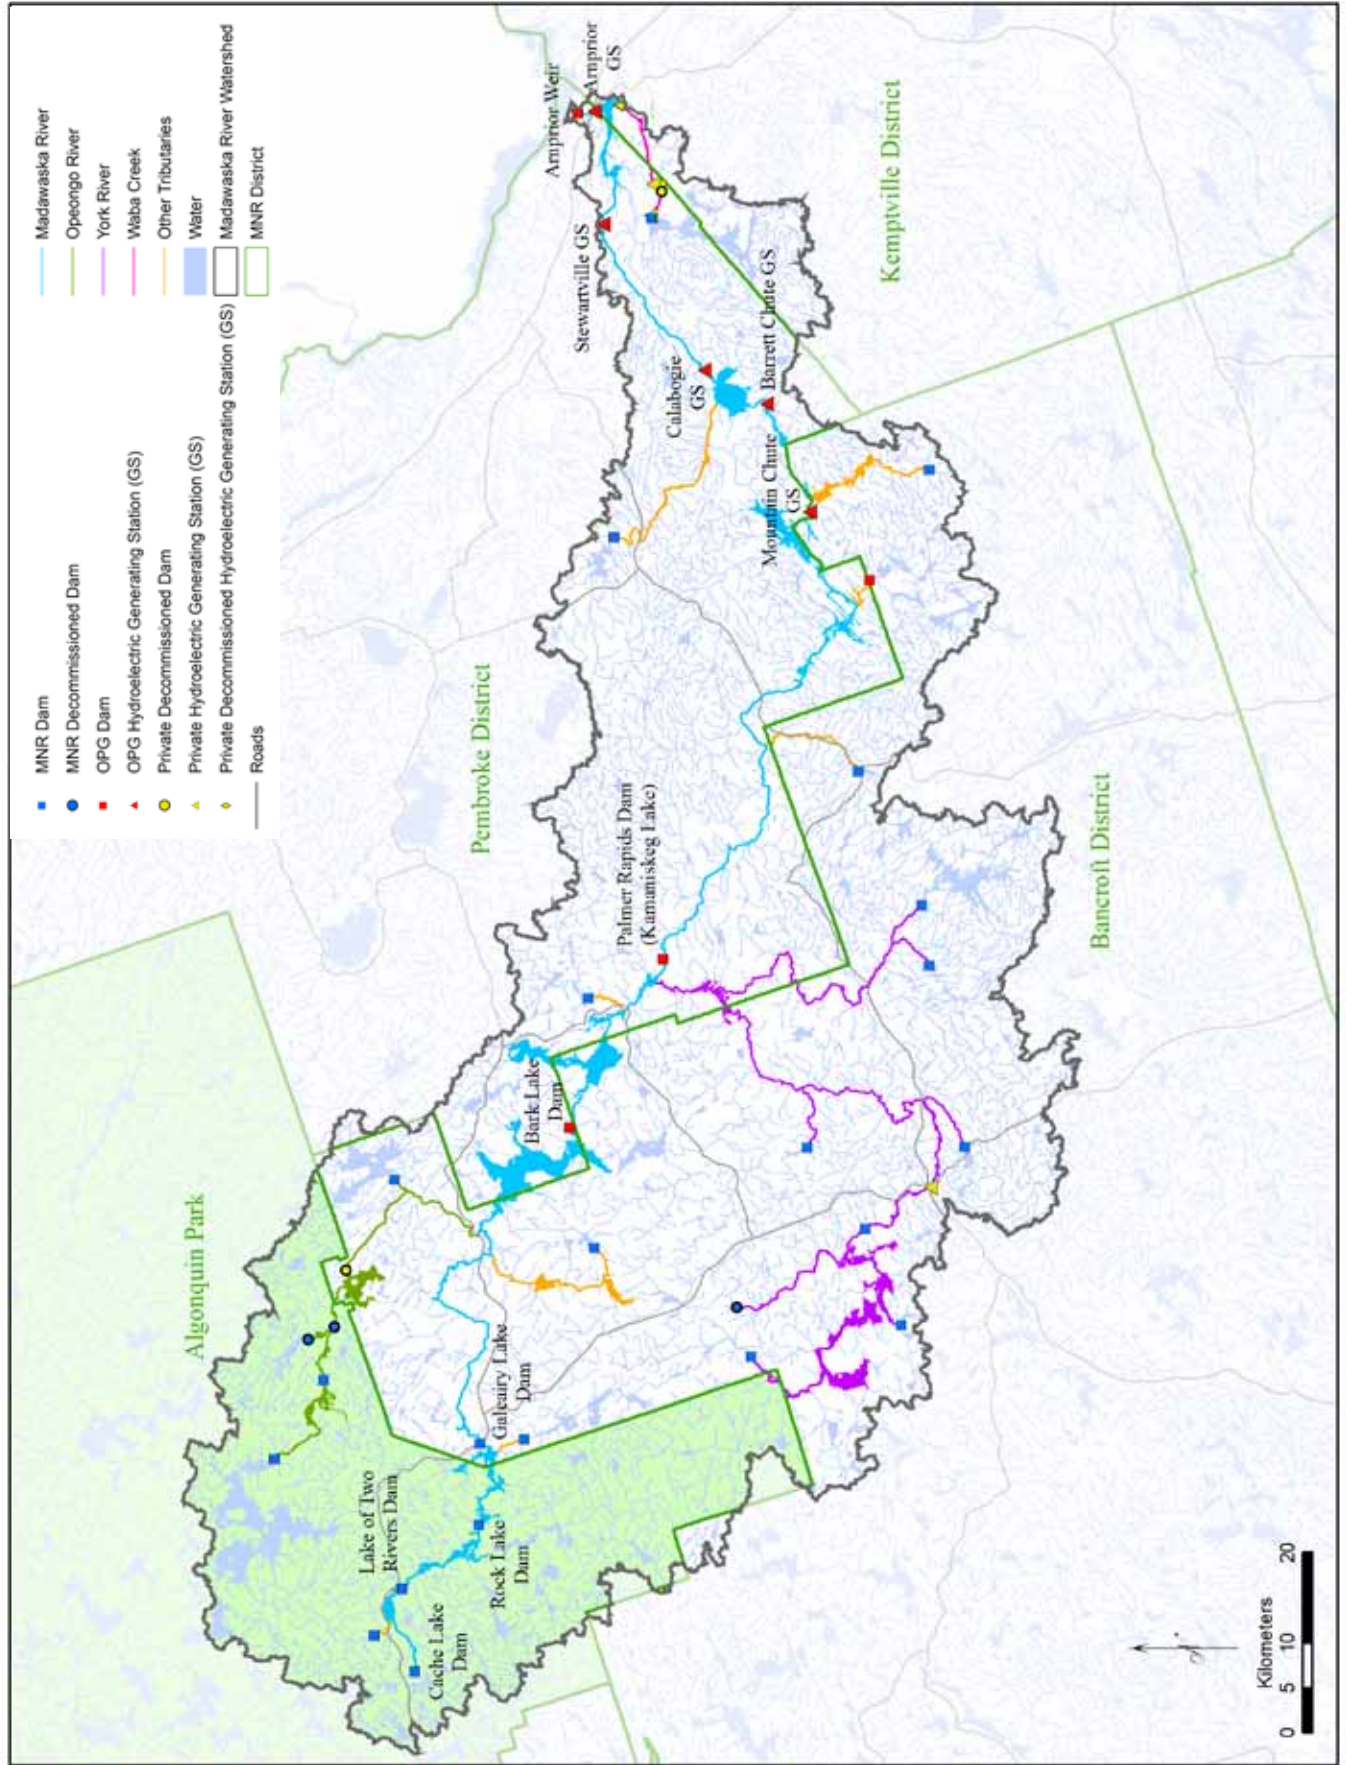 MNR Dam
MNR Decommissioned Dam
OPG Dam
OPG Hydroelectric Generating Station (GS)
Private Decommissioned Dam
Private Hydroelectric Generating Station (GS)
Private Decommissioned Hydroelectric Generating Station (GS)
Roads
Madawaska River
Opeongo River
York River
Waba Creek
Other Tributaries
Water
Madawaska River Watershed
MNR District
Algonquin Park
Pembroke District
Lake of Two
Rivers Dam
Cache Lake
Dam
Rock Lake
Dam
Galeairy Lake
Dam
Bark Lake
Dam
Palmer Rapids Dam
(Kamaniskeg Lake)
Mountain Chute
GS
Barrett Chute GS
Calabogie
GS
Stewartville GS
Arnprior Weir
Arnprior
GS
Bancroft District
Kemptville District
Kilometers
0 5 10 20